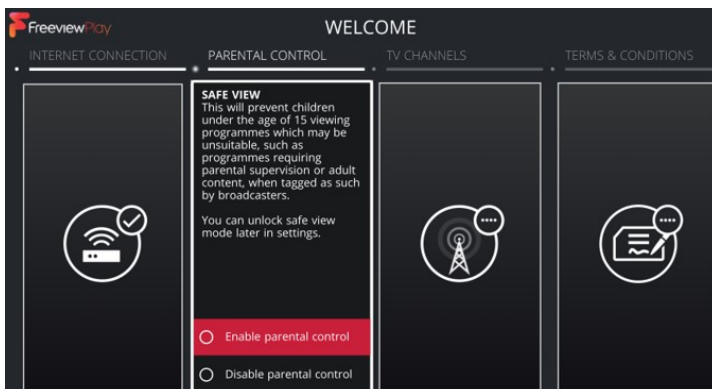 FreeviewPlay
WELCOME
INTERNET CONNECTION
PARENTAL CONTROL
TV CHANNELS
TERMS & CONDITIONS
SAFE VIEW
This will prevent children
under the age of 15 viewing
programmes which may be
unsuitable, such as
programmes requiring
parental supervision or adult
content, when tagged as such
by broadcasters.
You can unlock safe view
mode later in settings.
Enable parental control
Disable parental control